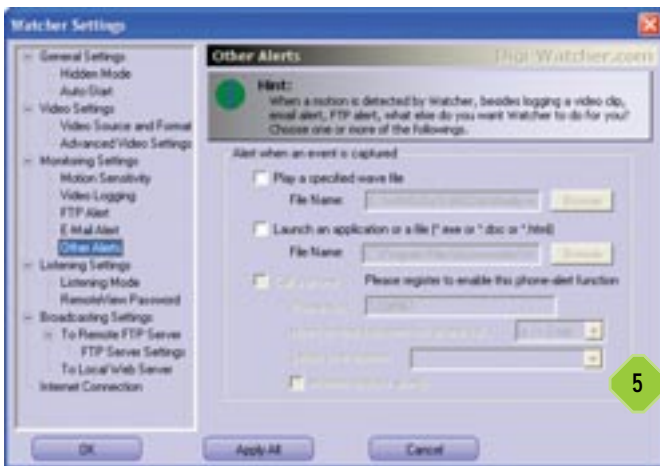 Watcher Settings
General Settings
Hidden Mode
Auto-Start
Video Settings
Video Source and Format
Advanced Video Settings
Monitoring Settings
Motion Sensitivity
Video Logging
FTP Alert
E-Mail Alert
Other Alerts
Listening Settings
Listening Mode
RemoteView Password
Broadcasting Settings
To Remote FTP Server
FTP Server Settings
To Local Web Server
Internet Connection
Other Alerts
Digi-Watcher.com
Hint:
When a motion is detected by Watcher, besides logging a video clip,
email alert, FTP alert, what else do you want Watcher to do for you?
Choose one or more of the followings.
Alert when an event is captured
Play a specified wave file
File Name:
Browse
Launch an application or a file (*.exe or *.doc or *.html)
File Name:
Browse
Please register to enable this phone-alert function
5
OK
Apply All
Cancel